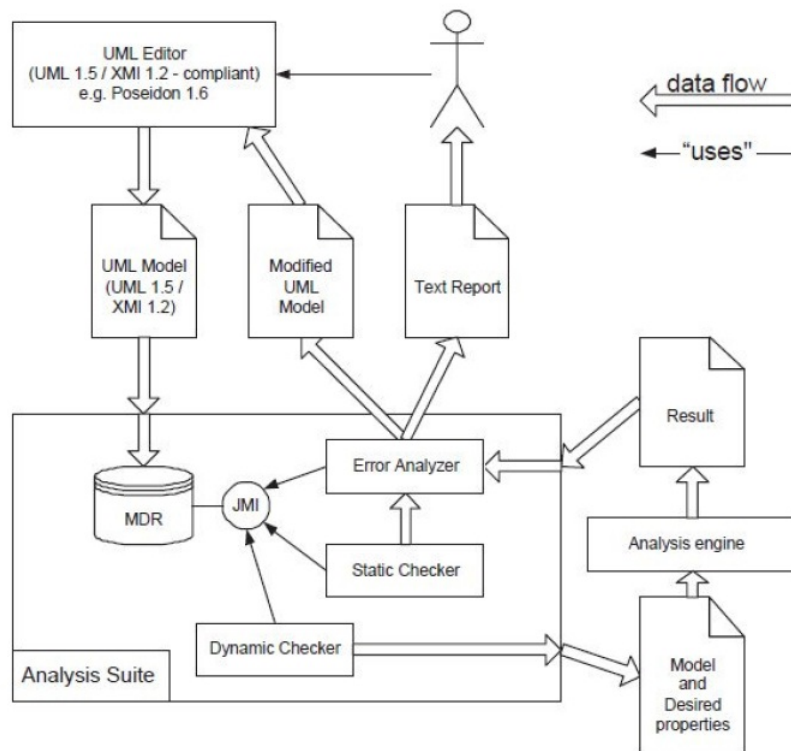 UML Editor
(UML 1.5 / XMI 1.2 - compliant)
e.g. Poseidon 1.6
data flow
“uses"
UML Model
(UML 1.5 /
XMI 1.2)
Modified
UML
Model
Text Report
Result
Error Analyzer
MDR
JMI
Analysis engine
Static Checker
Dynamic Checker
Model
and
Desired
properties
Analysis Suite